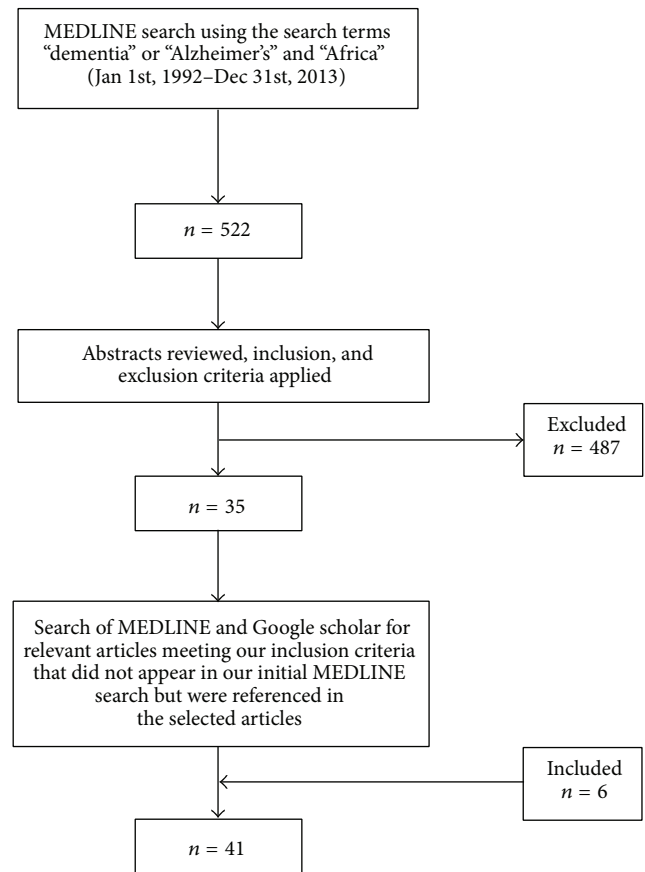 MEDLINE search using the search terms
“dementia” or “Alzheimer’s” and “Africa”
(Jan 1st, 1992–Dec 31st, 2013)
n = 522
Abstracts reviewed, inclusion, and
exclusion criteria applied
Excluded
n = 487
n = 35
Search of MEDLINE and Google scholar for
relevant articles meeting our inclusion criteria
that did not appear in our initial MEDLINE
search but were referenced in
the selected articles
Included
n = 6
n = 41